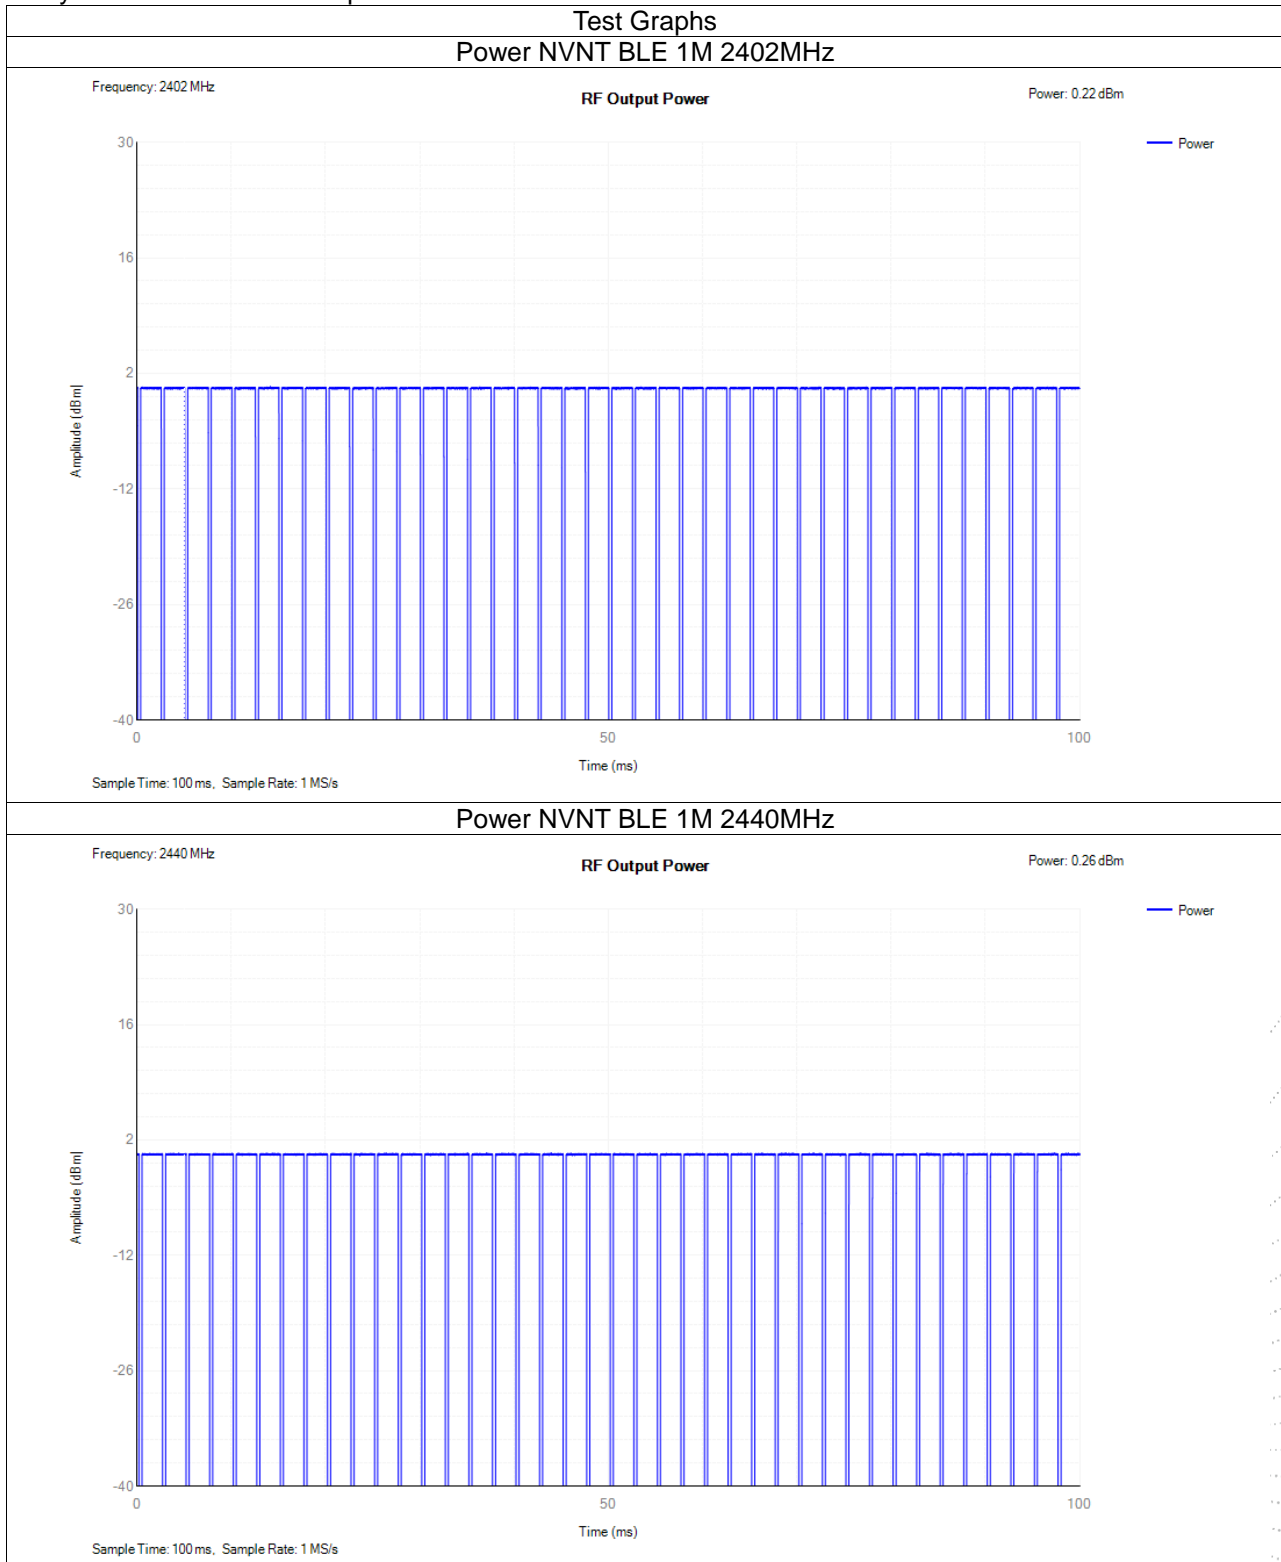 Test Graphs
Power NVNT BLE 1M 2402MHz
Frequency: 2402 MHz
RF Output Power
Power: 0.22 dBm
Power
30
16
2
-12
-26
-40
Amplitude (dBm)
0
50
100
Time (ms)
Sample Time: 100 ms, Sample Rate: 1 MS/s
Power NVNT BLE 1M 2440MHz
Frequency: 2440 MHz
RF Output Power
Power: 0.26 dBm
Power
30
16
2
-12
-26
-40
Amplitude (dBm)
0
50
100
Time (ms)
Sample Time: 100 ms, Sample Rate: 1 MS/s